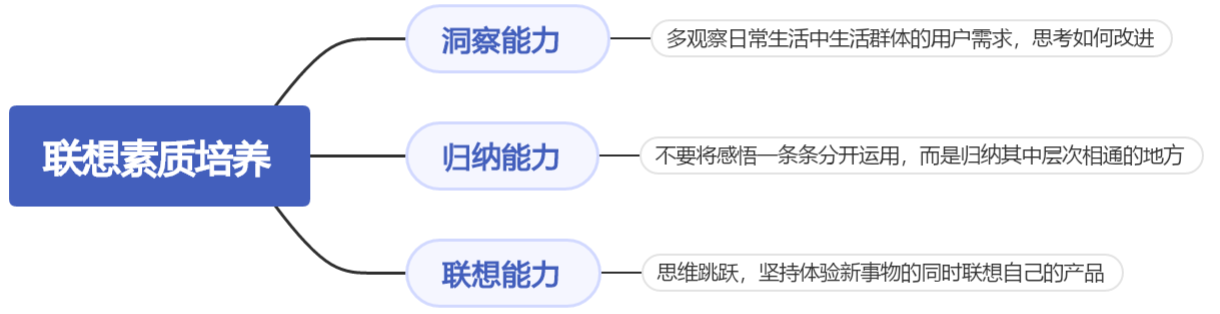 联想素质培养
洞察能力
多观察日常生活中生活群体的用户需求，思考如何改进
归纳能力
不要将感悟一条条分开运用，而是归纳其中层次相通的地方
联想能力
思维跳跃，坚持体验新事物的同时联想自己的产品